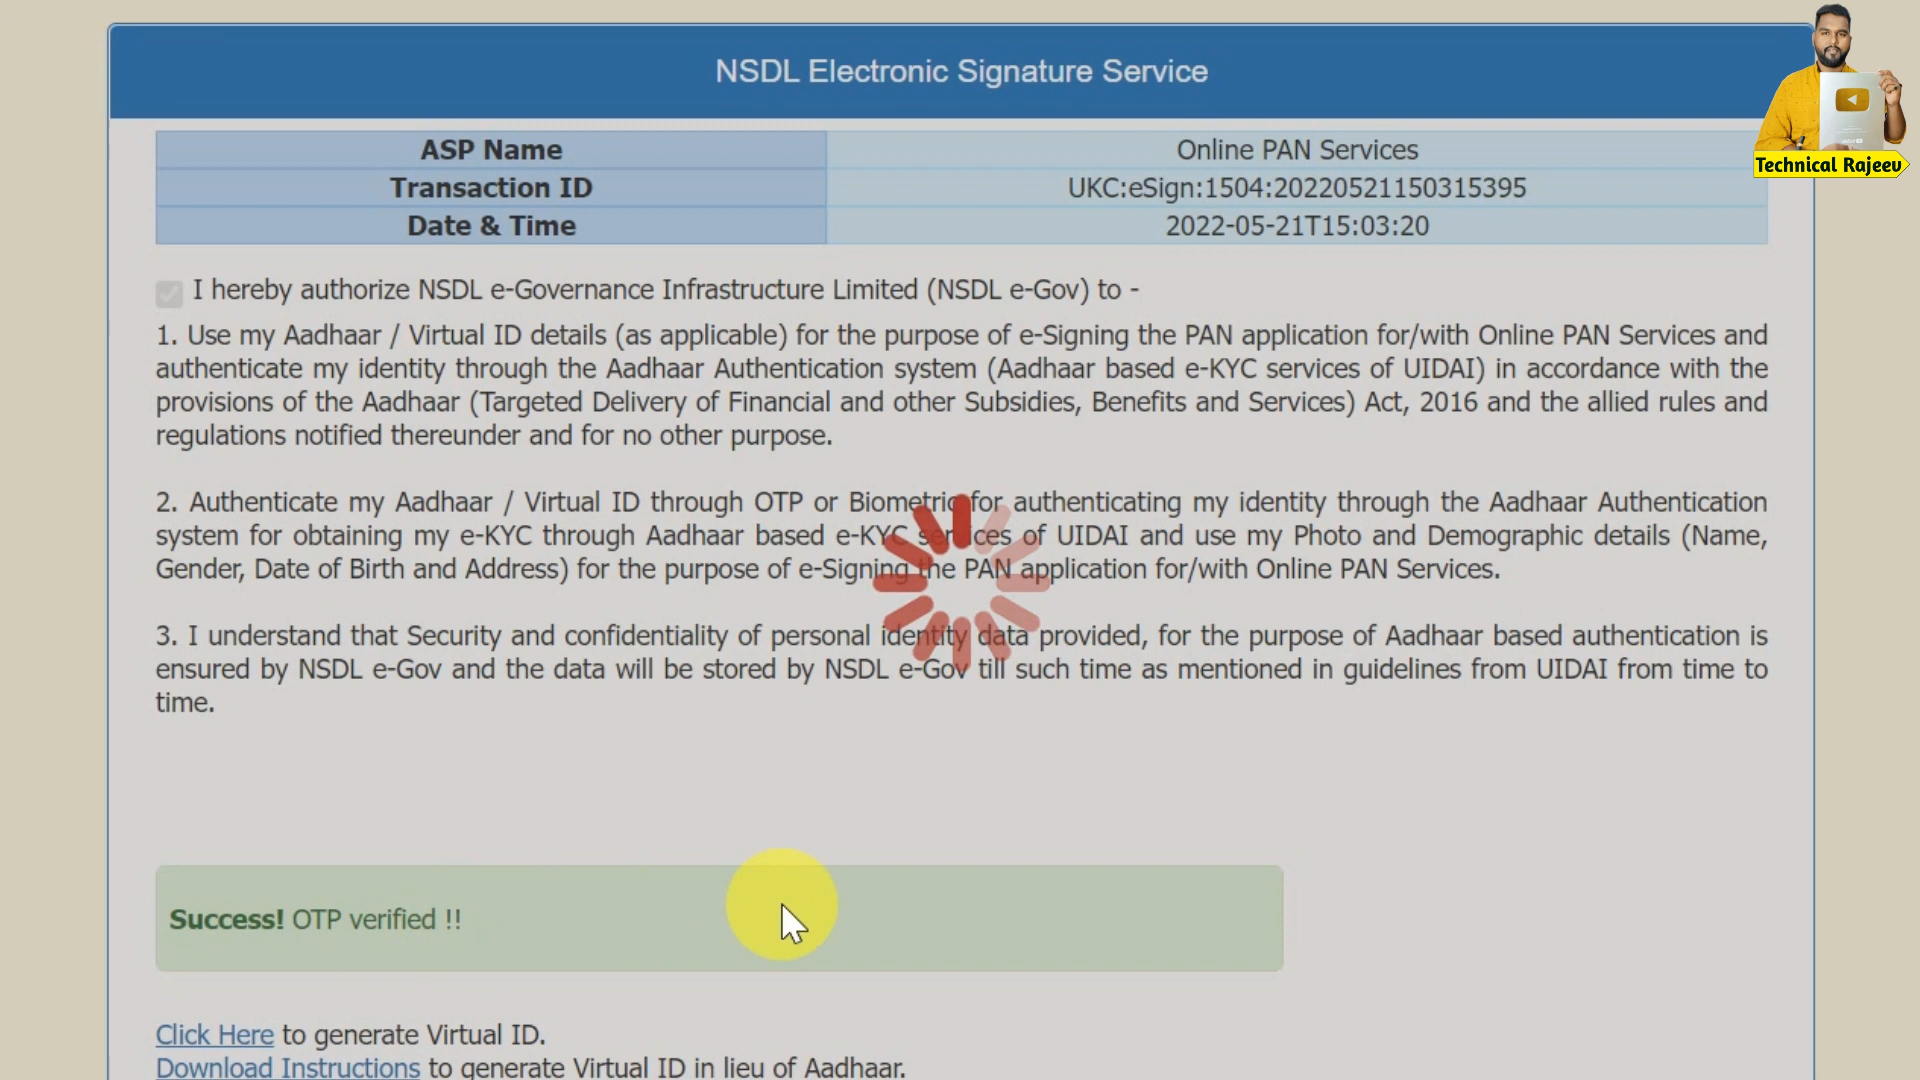 NSDL Electronic Signature Service
Technical Rajeev
ASP Name Online PAN Services
Transaction ID UKC:eSign:1504:20220521150315395
Date & Time 2022-05-21T15:03:20
I hereby authorize NSDL e-Governance Infrastructure Limited (NSDL e-Gov) to -
1. Use my Aadhaar / Virtual ID details (as applicable) for the purpose of e-Signing the PAN application for/with Online PAN Services and
authenticate my identity through the Aadhaar Authentication system (Aadhaar based e-KYC services of UIDAI) in accordance with the
provisions of the Aadhaar (Targeted Delivery of Financial and other Subsidies, Benefits and Services) Act, 2016 and the allied rules and
regulations notified thereunder and for no other purpose.
2. Authenticate my Aadhaar / Virtual ID through OTP or Biometric for authenticating my identity through the Aadhaar Authentication
system for obtaining my e-KYC through Aadhaar based e-KYC services of UIDAI and use my Photo and Demographic details (Name,
Gender, Date of Birth and Address) for the purpose of e-Signing the PAN application for/with Online PAN Services.
3. I understand that Security and confidentiality of personal identity data provided, for the purpose of Aadhaar based authentication is
ensured by NSDL e-Gov and the data will be stored by NSDL e-Gov till such time as mentioned in guidelines from UIDAI from time to
time.
Success! OTP verified !!
Click Here to generate Virtual ID.
Download Instructions to generate Virtual ID in lieu of Aadhaar.